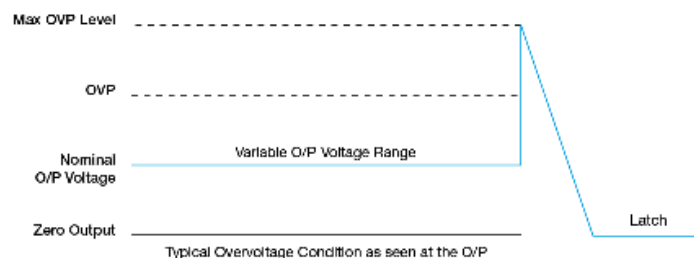 Max OVP Level
OVP
Variable O/P Voltage Range
Nominal
O/P Voltage
Zero Output
Latch
Typical Overvoltage Condition as seen at the O/P